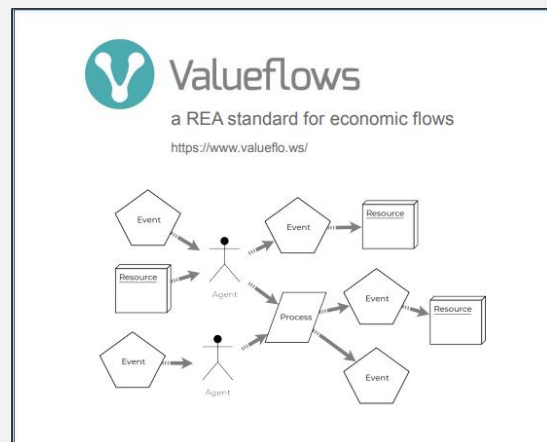 Valueflows
a REA standard for economic flows
https://www.valueflo.ws/
Event
Event
Resource
Resource
Agent
Process
Event
Resource
Event
Agent
Event